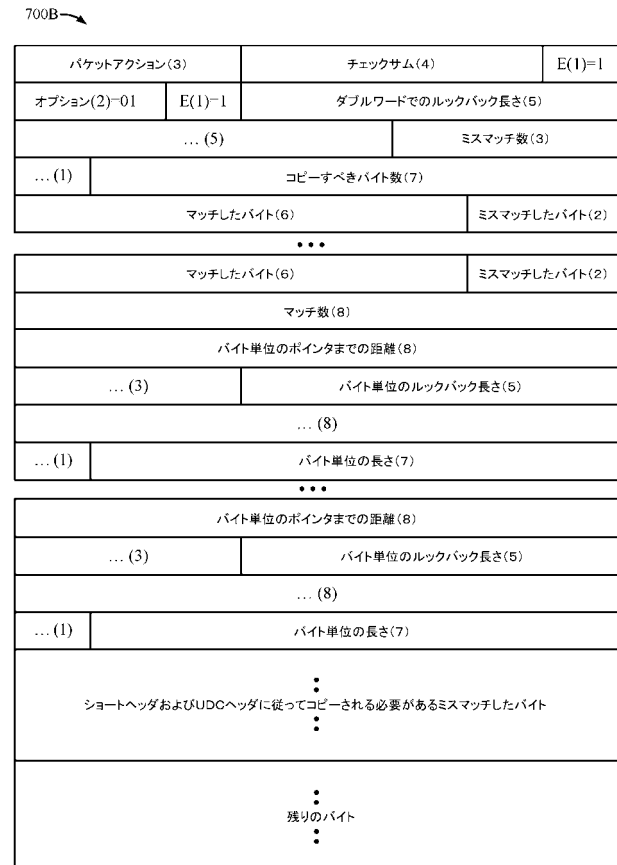 700B
パケットアクション(3) チェックサム(4) E(1)=1
オプション(2)=01 E(1)=1 ダブルワードでのルックバック長さ(5)
... (5) ミスマッチ数(3)
... (1) コピーすべきバイト数(7)
マッチしたバイト(6) ミスマッチしたバイト(2)
•••
マッチしたバイト(6) ミスマッチしたバイト(2)
マッチ数(8)
バイト単位のポインタまでの距離(8)
... (3) バイト単位のルックバック長さ(5)
... (8)
... (1) バイト単位の長さ(7)
•••
バイト単位のポインタまでの距離(8)
... (3) バイト単位のルックバック長さ(5)
... (8)
... (1) バイト単位の長さ(7)
ショートヘッダおよびUDCヘッダに従ってコピーされる必要があるミスマッチしたバイト
残りのバイト